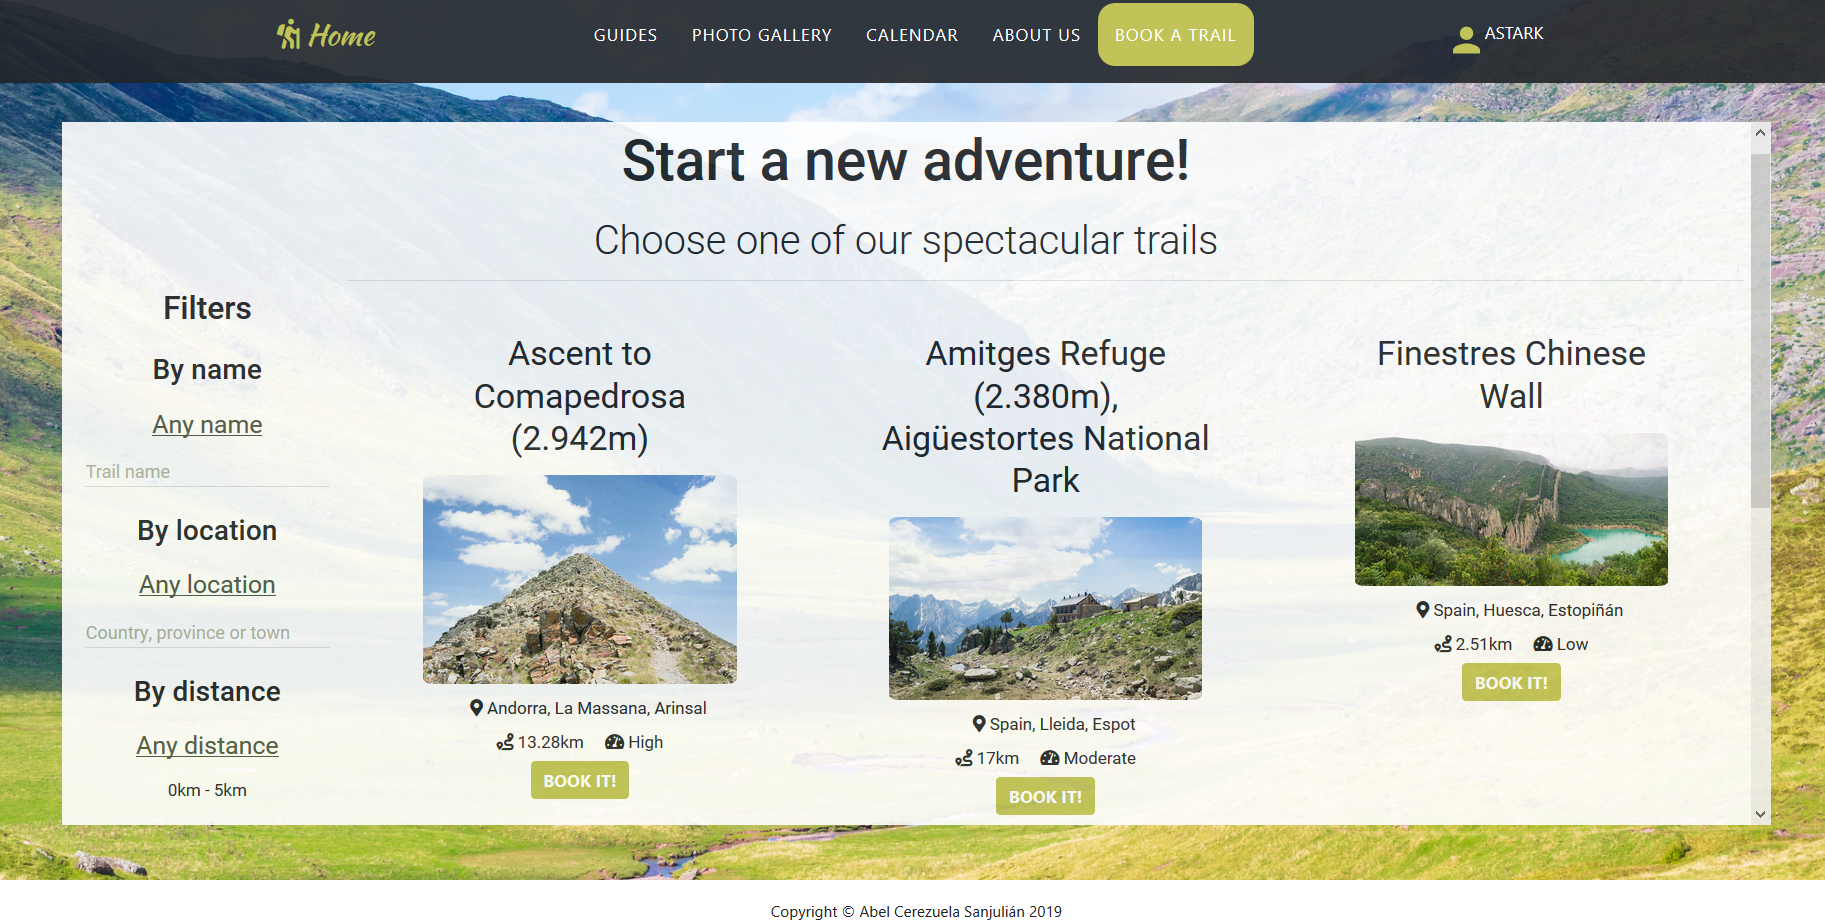 Home
GUIDES
PHOTO GALLERY
CALENDAR
ABOUT US
BOOK A TRAIL
ASTARK
Start a new adventure!
Choose one of our spectacular trails
Filters
By name
Any name
Trail name
By location
Any location
Country, province or town
By distance
Any distance
0km - 5km
Ascent to
Comapedrosa
(2.942m)
Andorra, La Massana, Arinsal
13.28km High
BOOK IT!
Amitges Refuge
(2.380m),
Aigüestortes National
Park
Spain, Lleida, Espot
17km Moderate
BOOK IT!
Finestres Chinese
Wall
Spain, Huesca, Estopiñán
2.51km Low
BOOK IT!
Copyright © Abel Cerezuela Sanjulián 2019